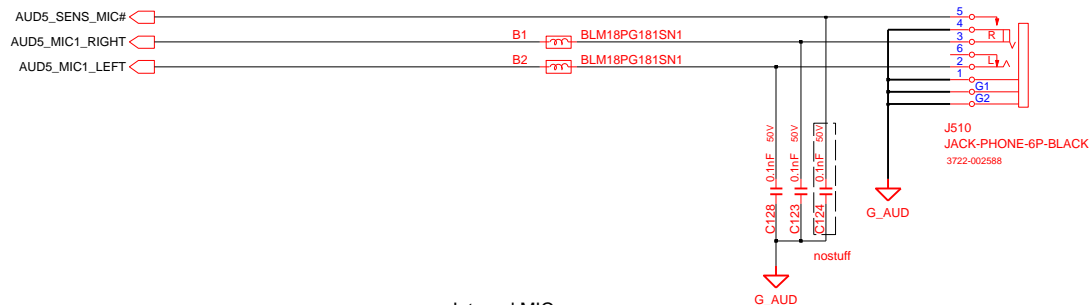 AUD5_SENS_MIC#
AUD5_MIC1_RIGHT
AUD5_MIC1_LEFT
B1
BLM18PG181SN1
B2
BLM18PG181SN1
5
4
3
R
6
2
L
1
G1
G2
J510
JACK-PHONE-6P-BLACK
3722-002588
G_AUD
C128 0.1nF 50V
C123 0.1nF 50V
C124 0.1nF 50V
nostuff
G_AUD